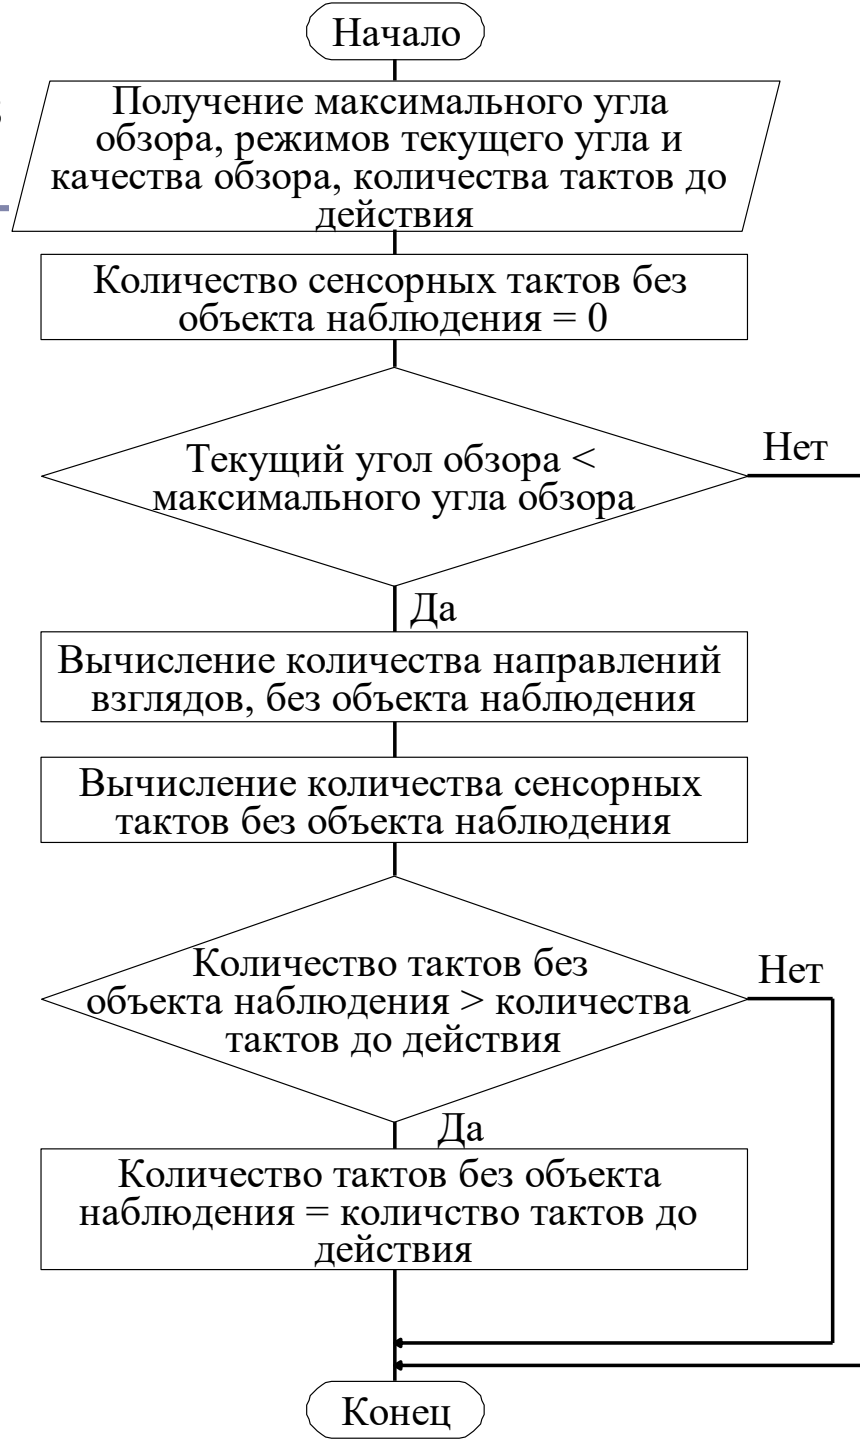 Начало
Получение максимального угла
обзора, режимов текущего угла и
качества обзора, количества тактов до
действия
Количество сенсорных тактов без
объекта наблюдения = 0
Текущий угол обзора <
максимального угла обзора
Нет
Да
Вычисление количества направлений
взглядов, без объекта наблюдения
Вычисление количества сенсорных
тактов без объекта наблюдения
Количество тактов без
объекта наблюдения > количества
тактов до действия
Нет
Да
Количество тактов без объекта
наблюдения = количство тактов до
действия
Конец